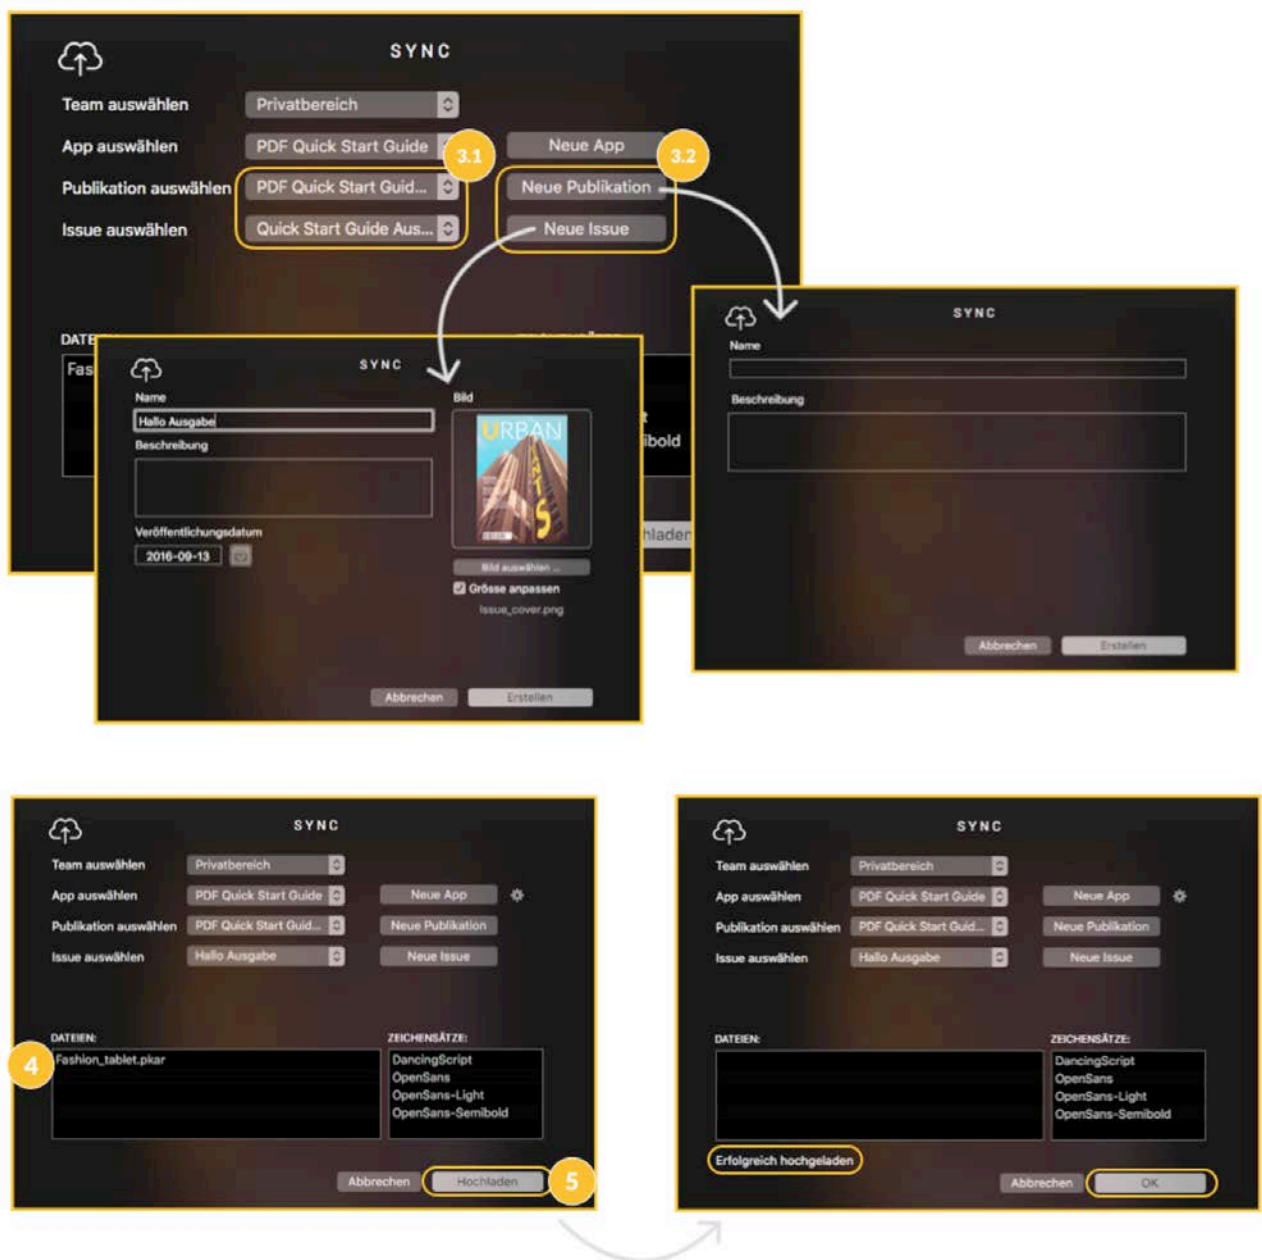 SYNC
Team auswählen Privatbereich
App auswählen PDF Quick Start Guide 3.1 Neue App 3.2
Publikation auswählen PDF Quick Start Guid... Neue Publikation
Issue auswählen Quick Start Guide Aus... Neue Issue
SYNC
Name
Beschreibung
Abbrechen Erstellen
DATEI
Fas
ibold
hladen
SYNC
Name Bild
Hallo Ausgabe
URBAN
Beschreibung
Veröffentlichungsdatum
2016-09-13
Bild auswählen ...
Grösse anpassen
Issue_cover.png
Abbrechen Erstellen
SYNC
Team auswählen Privatbereich
App auswählen PDF Quick Start Guide Neue App
Publikation auswählen PDF Quick Start Guid... Neue Publikation
Issue auswählen Hallo Ausgabe Neue Issue
DATEIEN: ZEICHENSÄTZE:
4 Fashion_tablet.pkar DancingScript
OpenSans
OpenSans-Light
OpenSans-Semibold
Abbrechen Hochladen 5
SYNC
Team auswählen Privatbereich
App auswählen PDF Quick Start Guide Neue App
Publikation auswählen PDF Quick Start Guid... Neue Publikation
Issue auswählen Hallo Ausgabe Neue Issue
DATEIEN: ZEICHENSÄTZE:
DancingScript
OpenSans
OpenSans-Light
OpenSans-Semibold
Erfolgreich hochgeladen
Abbrechen OK